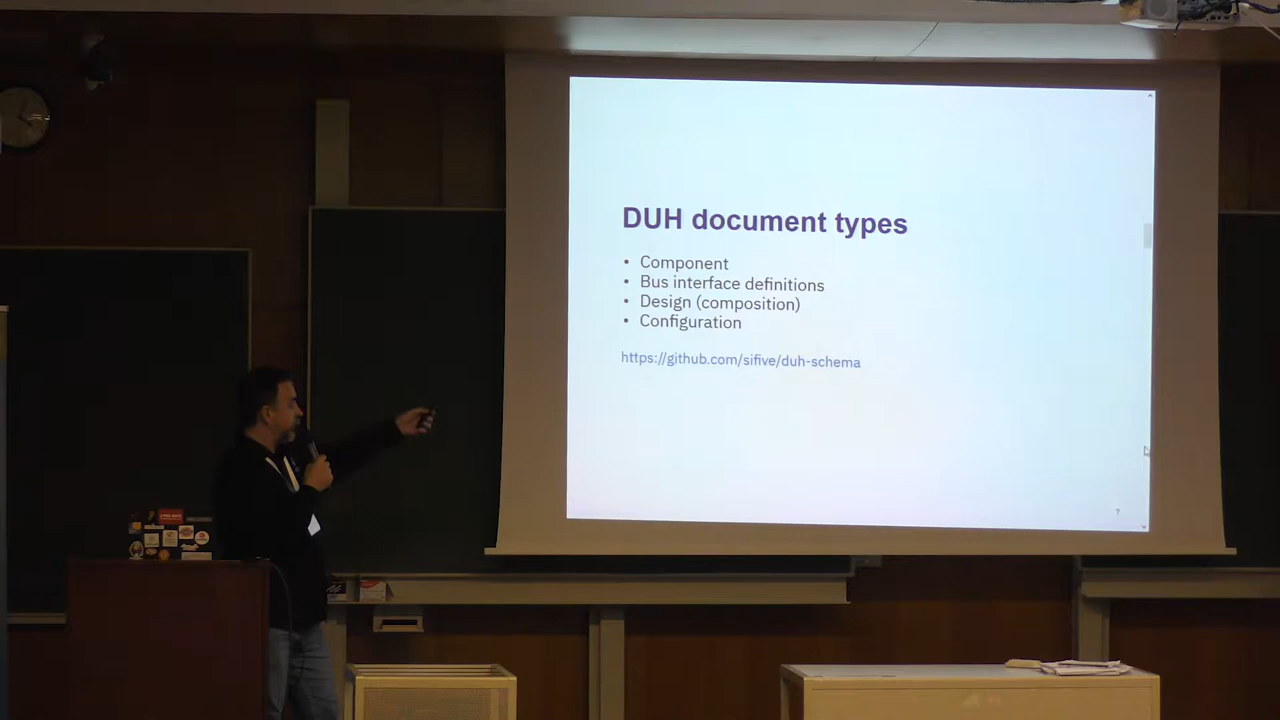 DUH document types
• Component
• Bus interface definitions
• Design (composition)
• Configuration
https://github.com/sifive/duh-schema